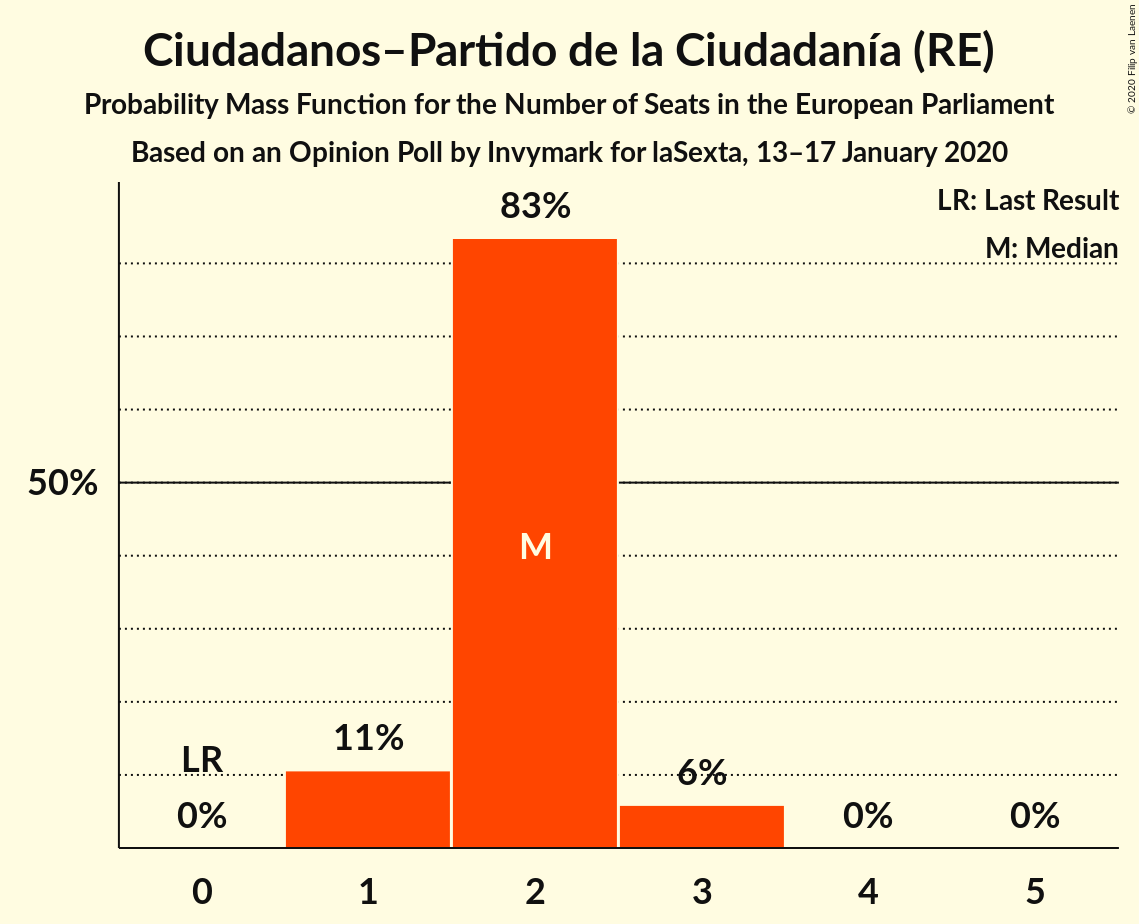 Ciudadanos–Partido de la Ciudadanía (RE)
Probability Mass Function for the Number of Seats in the European Parliament
Based on an Opinion Poll by Invymark for laSexta, 13–17 January 2020
© 2020 Filip van Laenen
LR: Last Result
M: Median
83%
50%
M
LR
11%
6%
0%
0%
0%
0 1 2 3 4 5